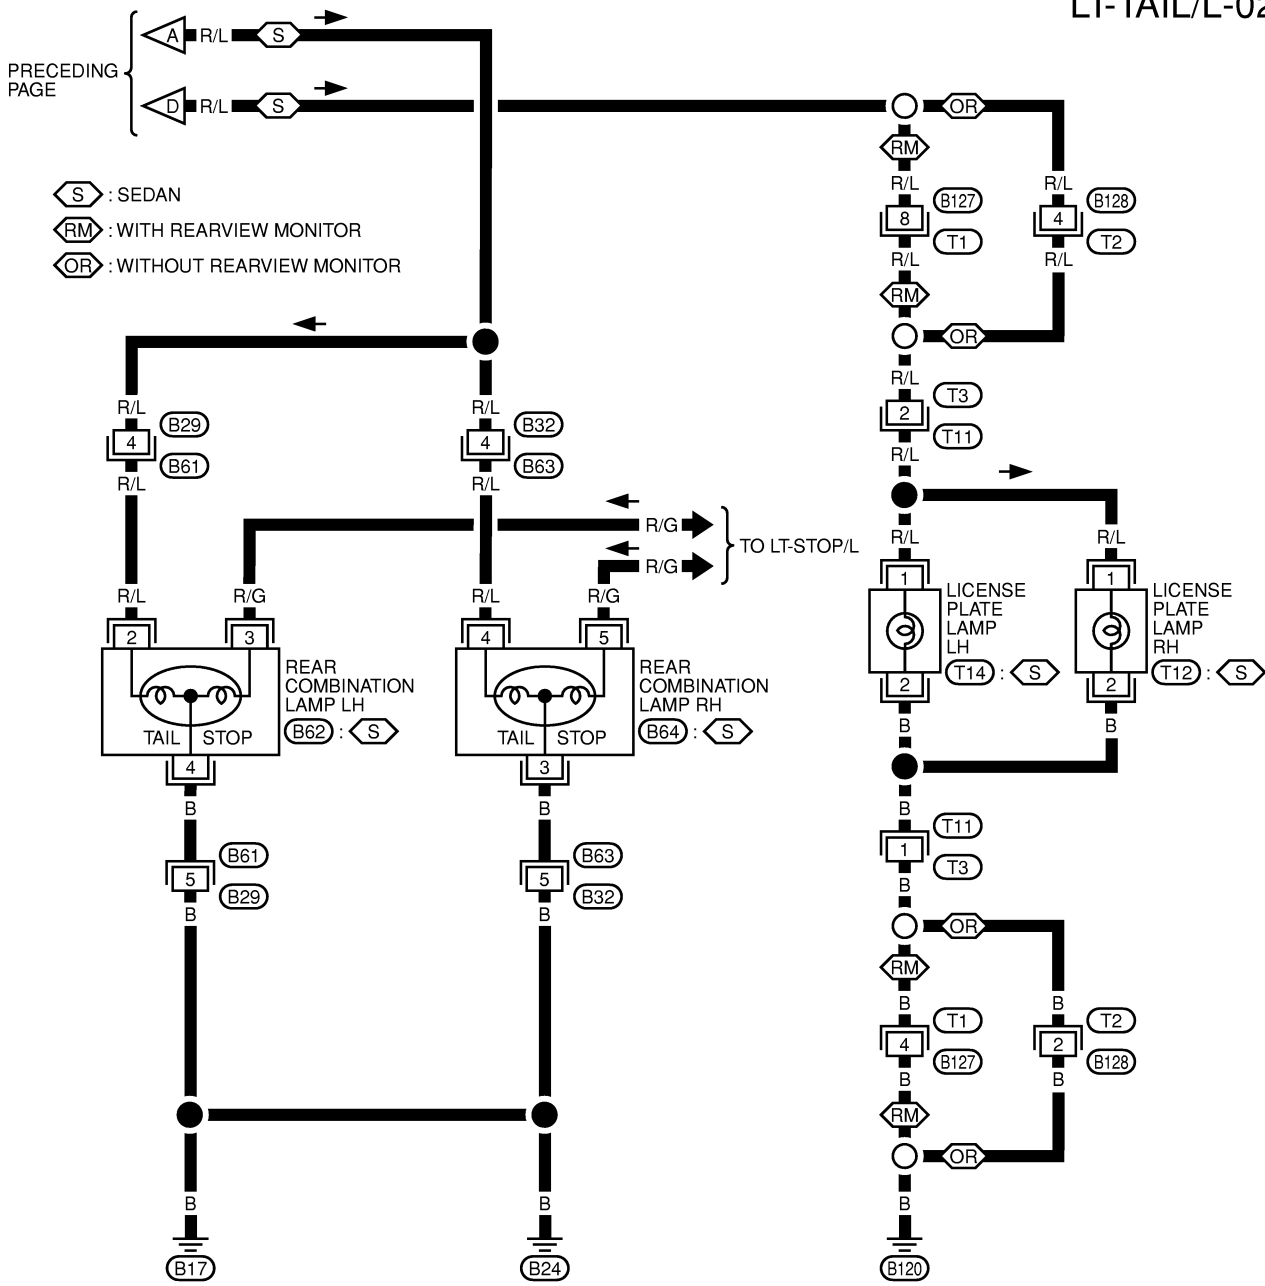 LT-TAIL/L-02
A R/L S
PRECEDING
PAGE
D R/L S OR
RM
S : SEDAN
RM : WITH REARVIEW MONITOR
OR : WITHOUT REARVIEW MONITOR
R/L R/L
8 B127 4 B128
T1 T2
R/L R/L
RM
OR
R/L
2 T3
T11
R/L
R/L R/L
4 B29 4 B32
B61 B63
R/L R/L
R/G
TO LT-STOP/L
R/G
R/L R/G R/L R/G
2 3 4 5
REAR
COMBINATION
LAMP LH
B62 : S
TAIL STOP
REAR
COMBINATION
LAMP RH
B64 : S
TAIL STOP
4 3
B B
B61 B63
5 5
B29 B32
B B
B B
B17 B24
R/L R/L
1 1
LICENSE
PLATE
LAMP
LH
T14 : S
LICENSE
PLATE
LAMP
RH
T12 : S
2 2
B B
B
T11
1
T3
B
OR
RM
B B
T1 T2
4 2
B127 B128
B B
RM
OR
B
B120